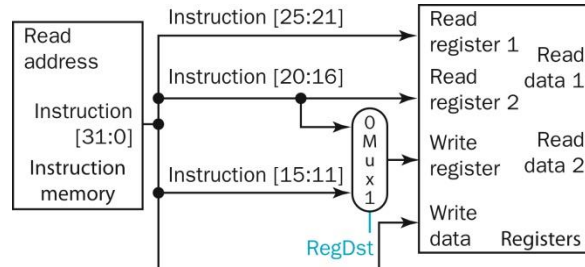 Read
address
Instruction
[31:0]
Instruction
memory
Instruction [25:21]
Instruction [20:16]
Instruction [15:11]
0
M
u
x
1
RegDst
Read
register 1
Read
register 2
Write
register
Write
data
Read
data 1
Read
data 2
Registers